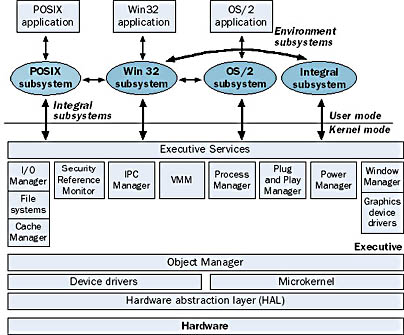 POSIX
application
Win32
application
OS/2
application
Environment
subsystems
POSIX
subsystem
Win 32
subsystem
OS/2
subsystem
Integral
subsystem
Integral
subsystems
User mode
Kernel mode
Executive Services
I/O
Manager
Security
Reference
Monitor
IPC
Manager
VMM
Process
Manager
Plug
and Play
Manager
Power
Manager
Window
Manager
File
systems
Cache
Manager
Graphics
device
drivers
Executive
Object Manager
Device drivers
Microkernel
Hardware abstraction layer (HAL)
Hardware